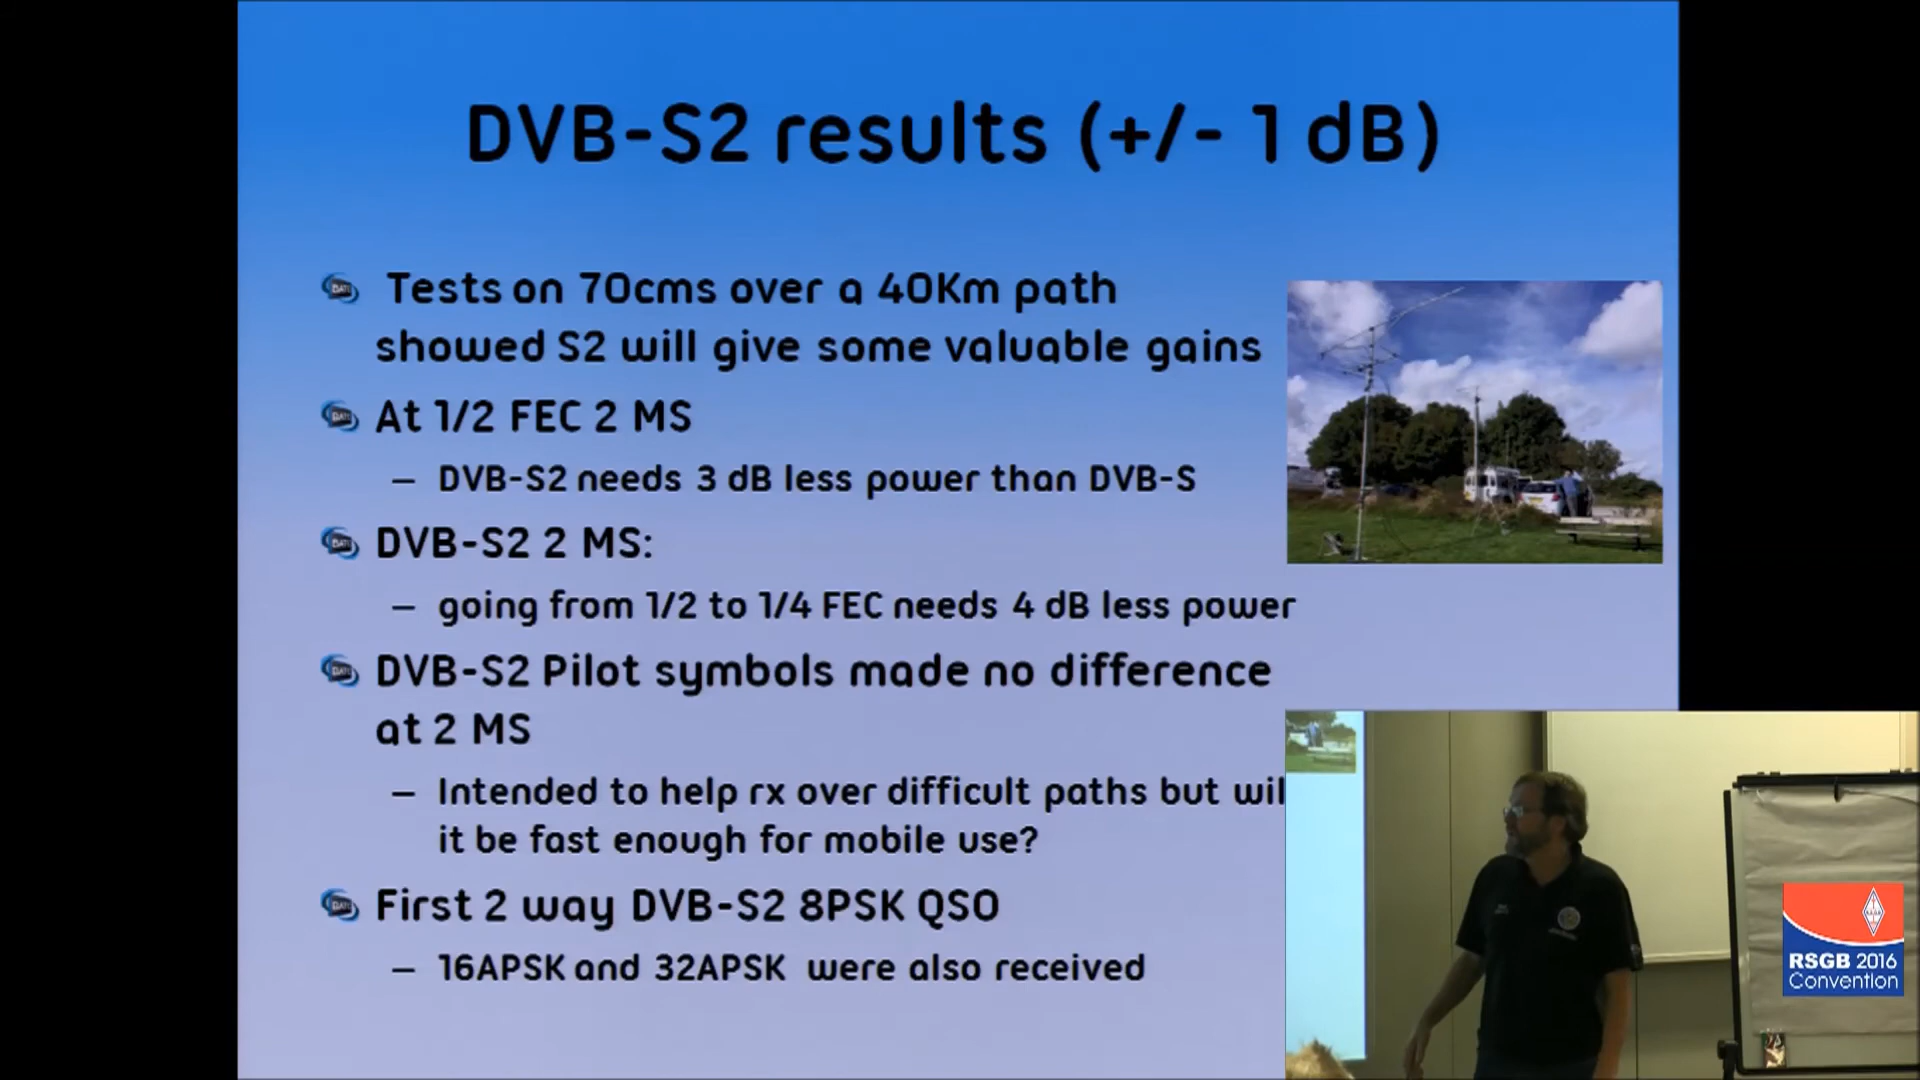 DVB-S2 results (+/- 1 dB)
Tests on 70cms over a 40Km path
showed S2 will give some valuable gains
At 1/2 FEC 2 MS
– DVB-S2 needs 3 dB less power than DVB-S
DVB-S2 2 MS:
– going from 1/2 to 1/4 FEC needs 4 dB less power
DVB-S2 Pilot symbols made no difference
at 2 MS
– Intended to help rx over difficult paths but wil
it be fast enough for mobile use?
First 2 way DVB-S2 8PSK QSO
– 16APSK and 32APSK were also received
RSGB 2016
Convention